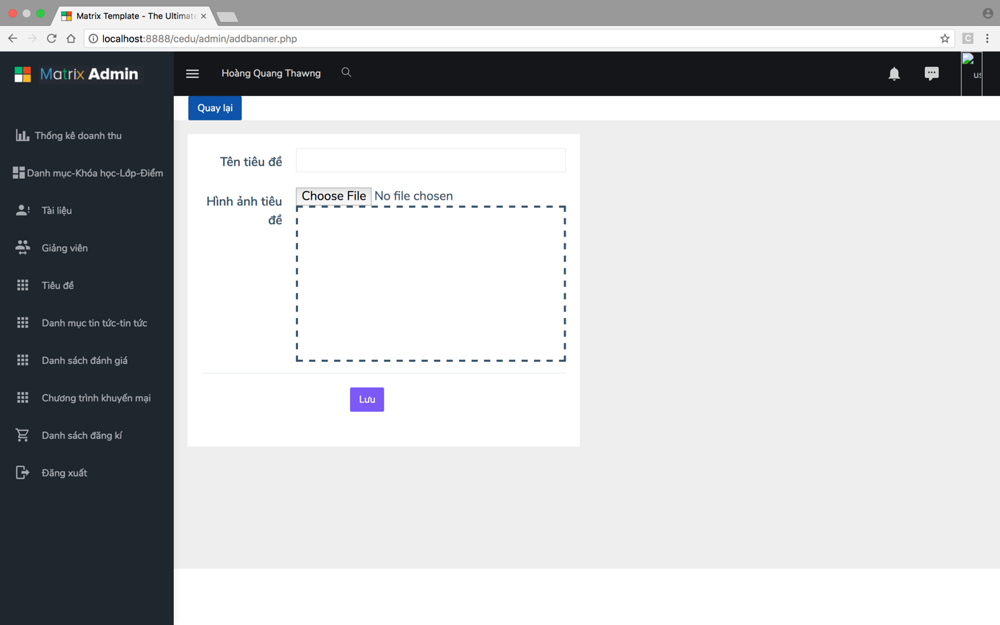 Matrix Template - The Ultimate
localhost:8888/cedu/admin/addbanner.php
C
Matrix Admin
Hoàng Quang Thawng
us
Quay lại
Thống kê doanh thu
Danh mục-Khóa học-Lớp-Điểm
Tài liệu
Giảng viên
Tiêu đề
Danh mục tin tức-tin tức
Danh sách đánh giá
Chương trình khuyến mại
Danh sách đăng kí
Đăng xuất
Tên tiêu đề
Hình ảnh tiêu
đề
Choose File No file chosen
Lưu